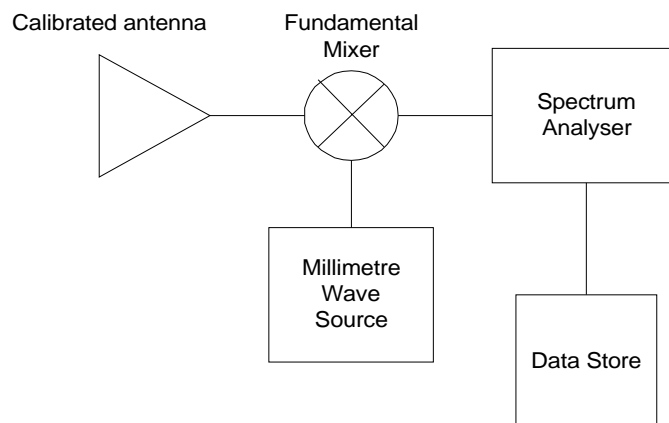 Calibrated antenna
Fundamental
Mixer
Spectrum
Analyser
Millimetre
Wave
Source
Data Store